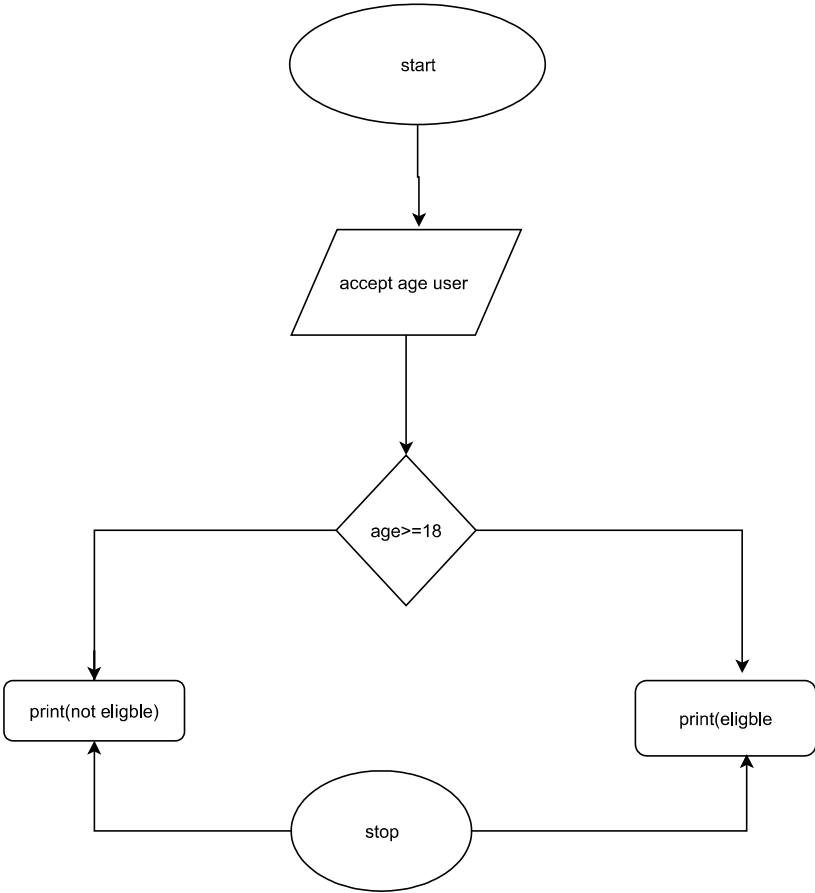 start
accept age user
age>=18
print(not eligble)
print(eligble
stop